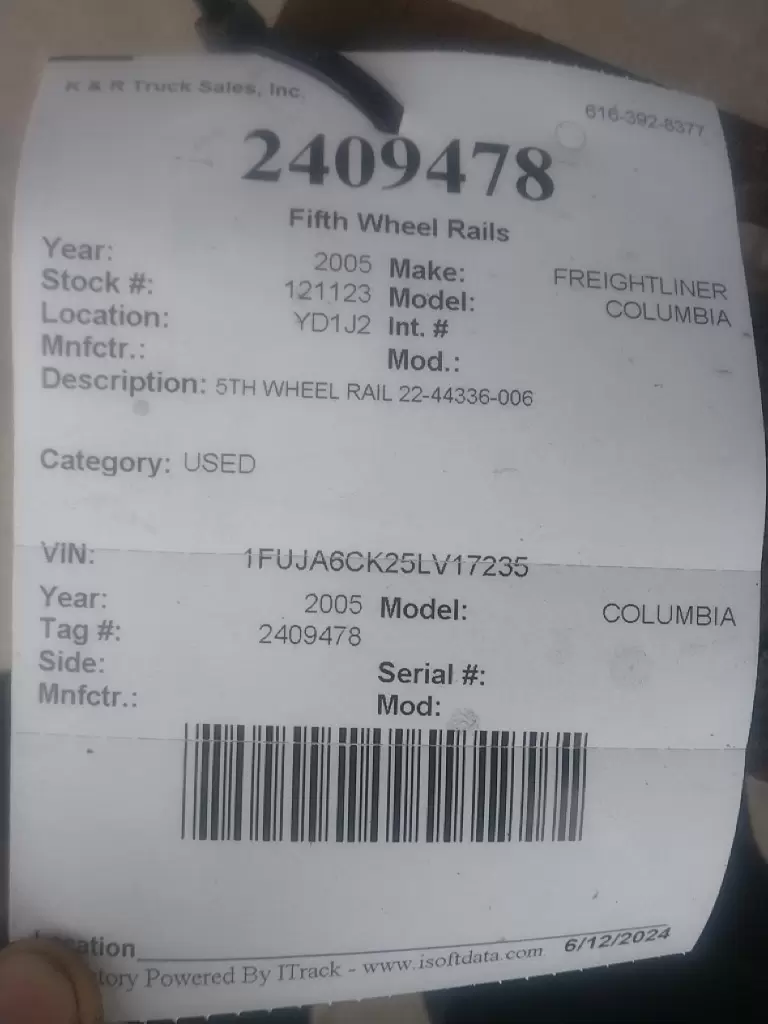 K & R Truck Sales, Inc.
616-392-8377
2409478
Fifth Wheel Rails
Year: 2005 Make: FREIGHTLINER
Stock #: 121123 Model: COLUMBIA
Location: YD1J2 Int. #
Mnfctr.: Mod.:
Description: 5TH WHEEL RAIL 22-44336-006
Category: USED
VIN: 1FUJA6CK25LV17235
Year: 2005 Model: COLUMBIA
Tag #: 2409478
Side: Serial #:
Mnfctr.: Mod:
ation
tory Powered By ITrack - www.isoftdata.com 6/12/2024